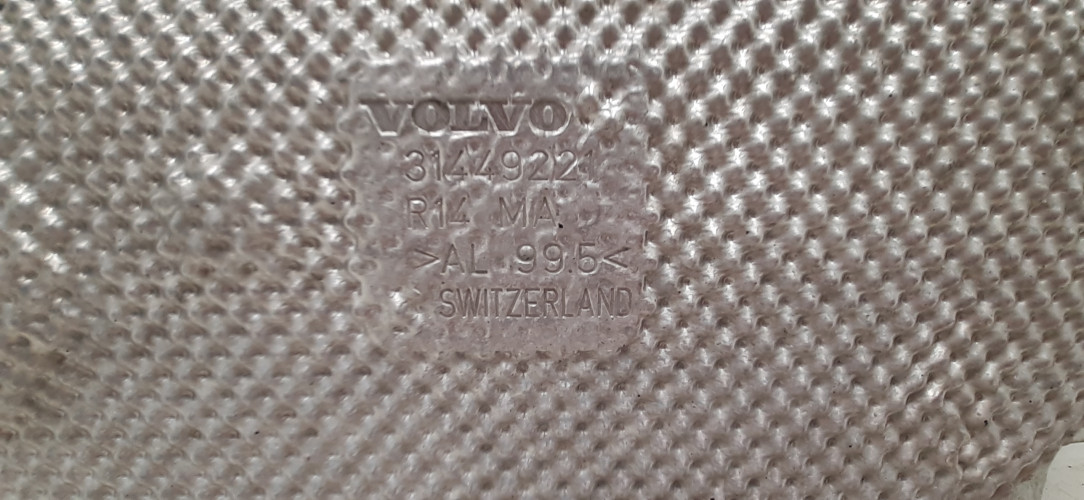 VOLVO
31449221
R14 MA
>AL 99.5<
SWITZERLAND